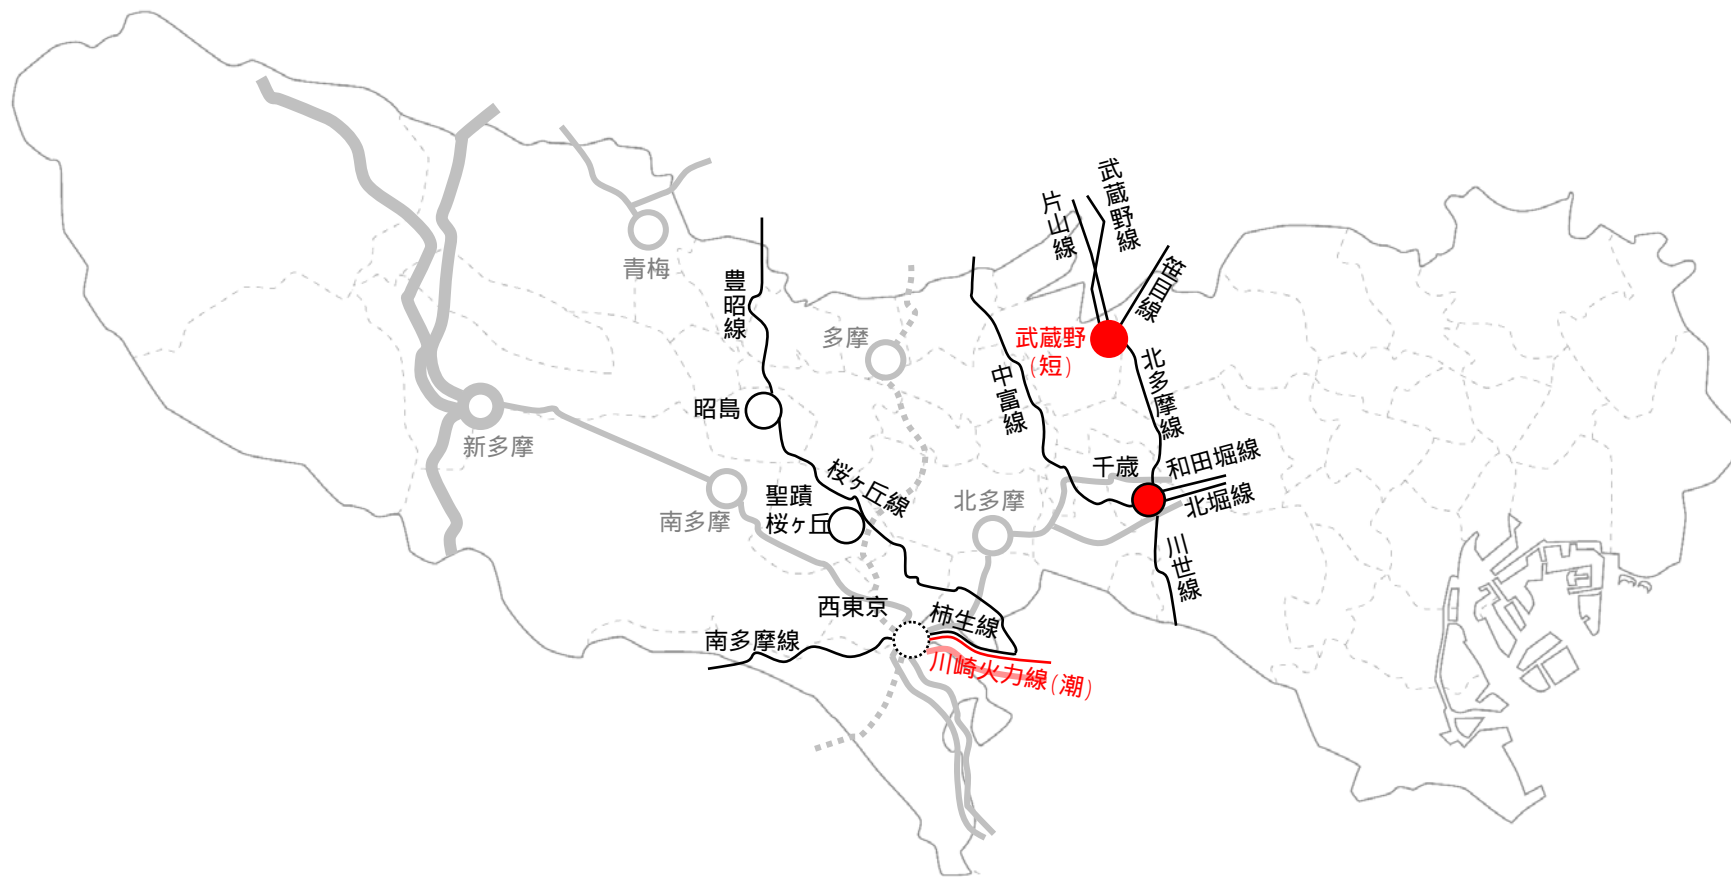 武蔵野線
片山線
笹目線
青梅
豊昭線
多摩
武蔵野
(短)
北多摩線
中富線
昭島
新多摩
千歳
和田堀線
桜ヶ丘線
北堀線
聖蹟
桜ヶ丘
北多摩
南多摩
川世線
西東京
柿生線
南多摩線
川崎火力線(潮)